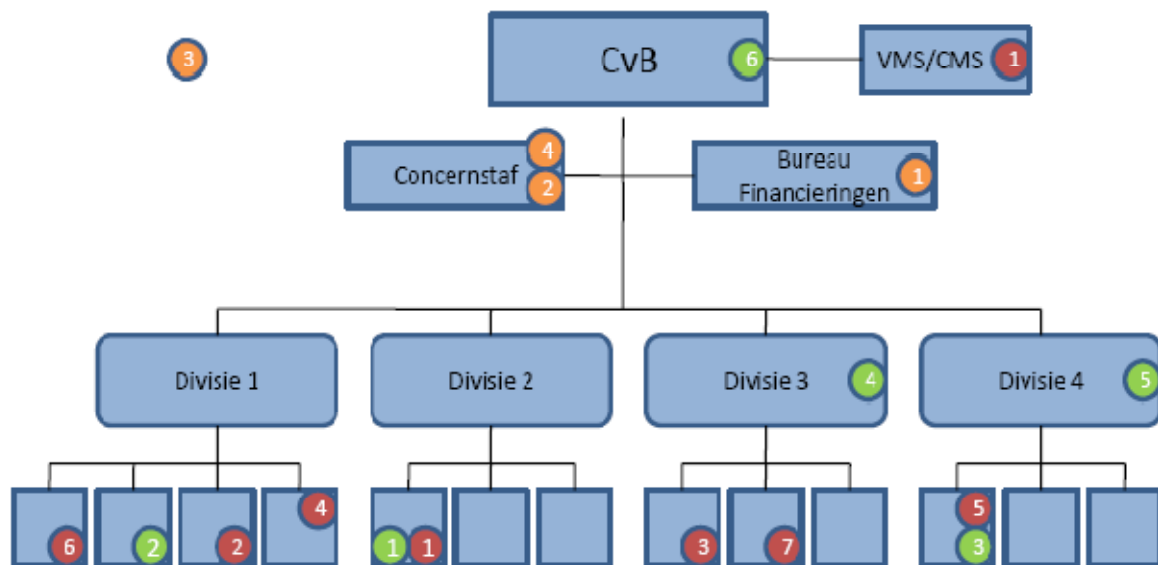 3
CvB
6
VMS/CMS
1
4
Concernstaf
2
Bureau
Financieringen
1
Divisie 1
Divisie 2
Divisie 3
4
Divisie 4
5
6
2
2
4
1
1
3
7
5
3